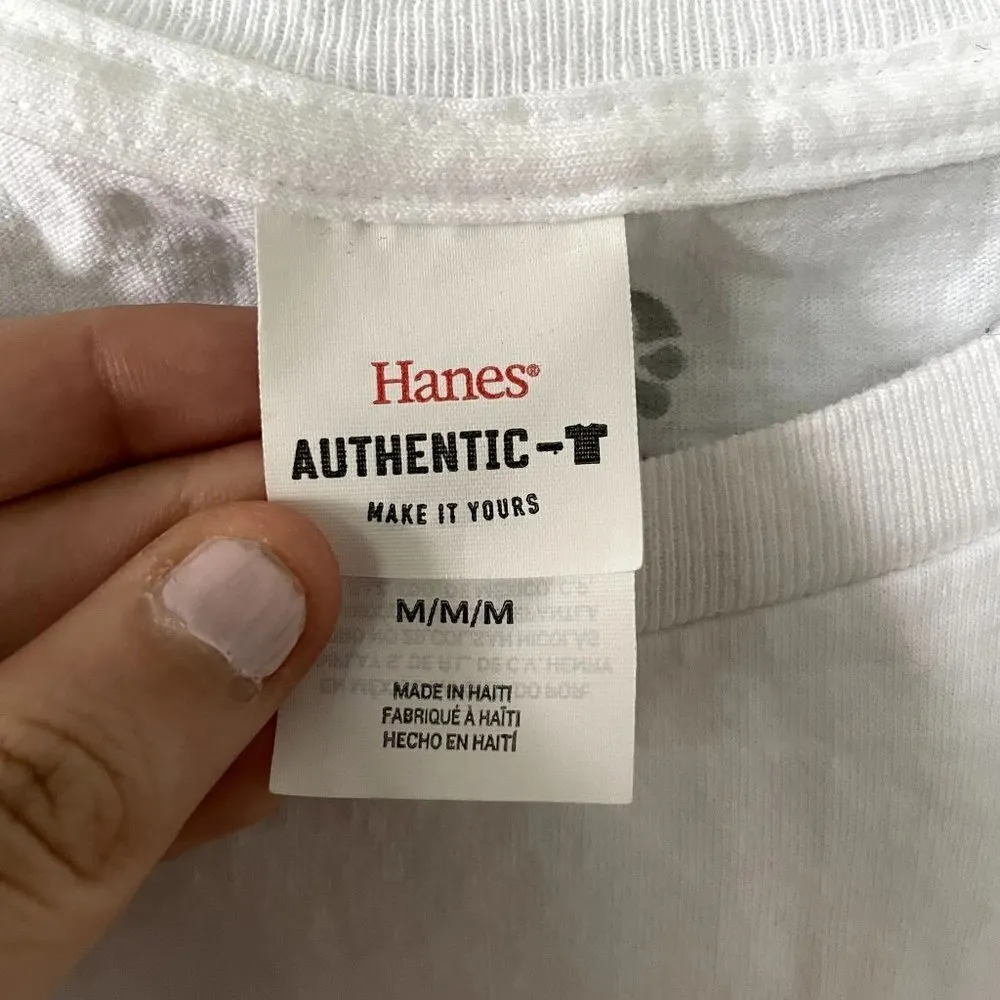 Hanes®
AUTHENTIC-T
MAKE IT YOURS
M/M/M
MADE IN HAITI
FABRIQUÉ À HAÏTI
HECHO EN HAITÍ